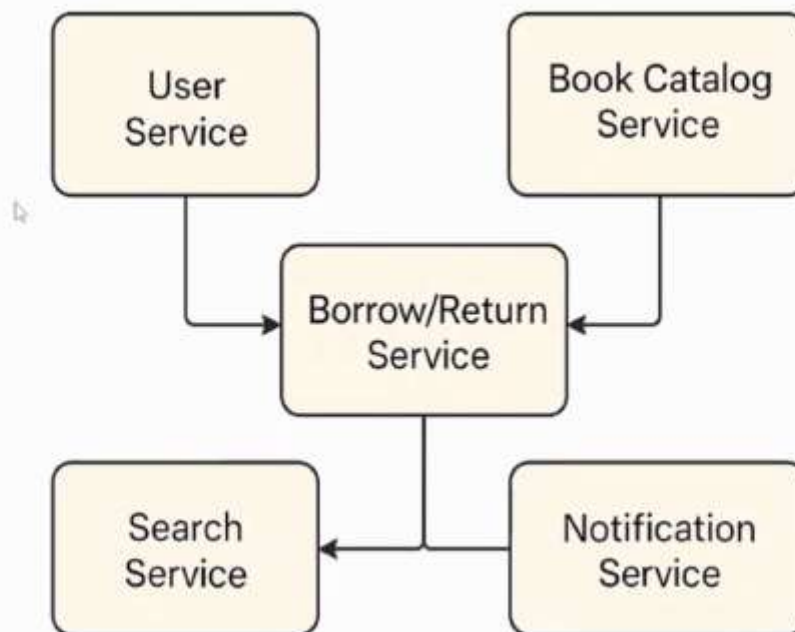 User
Service
Book Catalog
Service
Borrow/Return
Service
Search
Service
Notification
Service